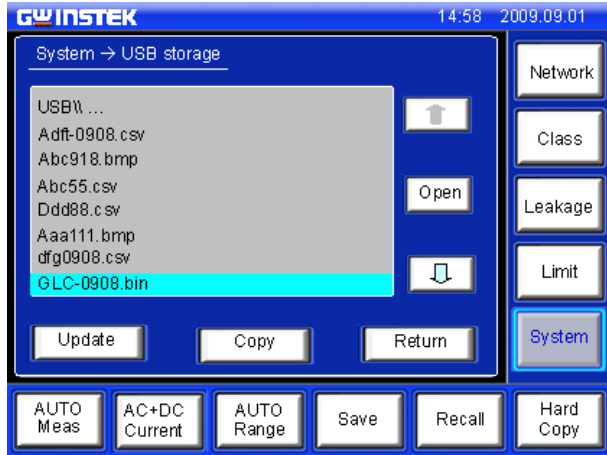 GWINSTEK 14:58 2009.09.01
System → USB storage
USB\\ ...
Adft-0908.csv
Abc918.bmp
Abc55.csv
Ddd88.csv
Aaa111.bmp
dfg0908.csv
GLC-0908.bin
Open
Update
Copy
Return
Network
Class
Leakage
Limit
System
AUTO
Meas
AC+DC
Current
AUTO
Range
Save
Recall
Hard
Copy